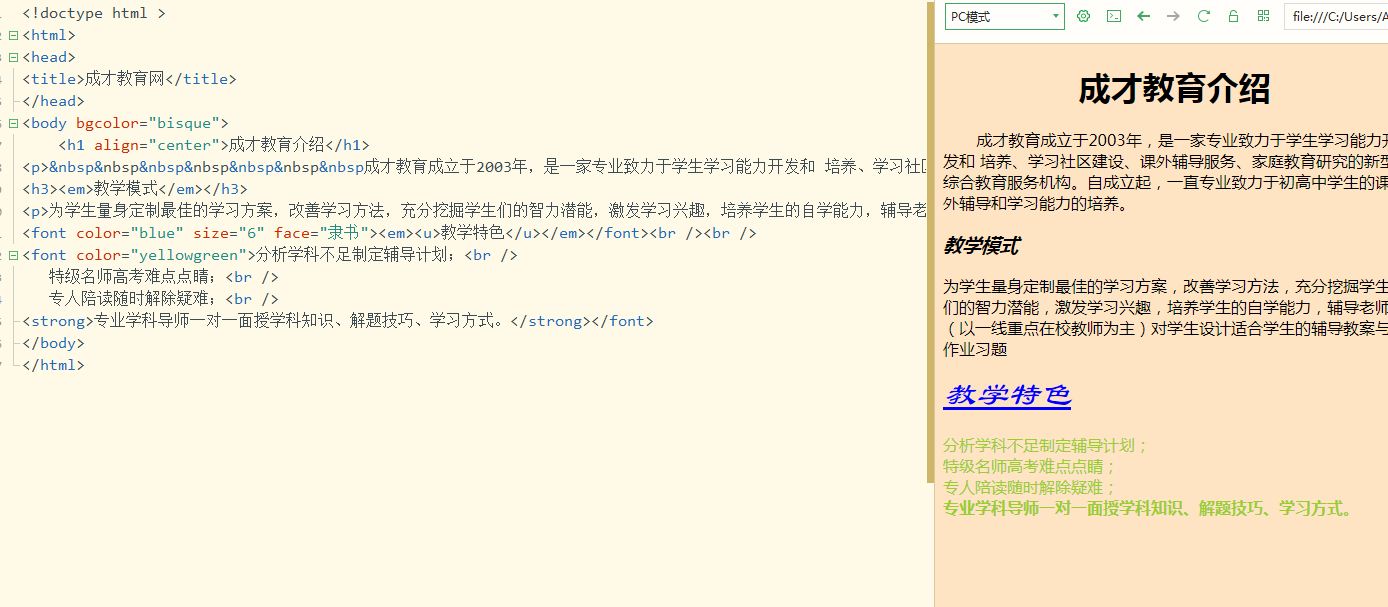 <!doctype html >
<html>
<head>
<title>成才教育网</title>
</head>
<body bgcolor="bisque">
<h1 align="center">成才教育介绍</h1>
<p>&nbsp&nbsp&nbsp&nbsp&nbsp&nbsp&nbsp成才教育成立于2003年，是一家专业致力于学生学习能力开发和 培养、学习社区
<h3><em>教学模式</em></h3>
<p>为学生量身定制最佳的学习方案，改善学习方法，充分挖掘学生们的智力潜能，激发学习兴趣，培养学生的自学能力，辅导老
<font color="blue" size="6" face="隶书"><em><u>教学特色</u></em></font><br /><br />
<font color="yellowgreen">分析学科不足制定辅导计划；<br />
特级名师高考难点点睛；<br />
专人陪读随时解除疑难；<br />
<strong>专业学科导师一对一面授学科知识、解题技巧、学习方式。</strong></font>
</body>
</html>
PC模式
file:///C:/Users/A
成才教育介绍
成才教育成立于2003年，是一家专业致力于学生学习能力开
发和 培养、学习社区建设、课外辅导服务、家庭教育研究的新型
综合教育服务机构。自成立起，一直专业致力于初高中学生的课
外辅导和学习能力的培养。
教学模式
为学生量身定制最佳的学习方案，改善学习方法，充分挖掘学生
们的智力潜能，激发学习兴趣，培养学生的自学能力，辅导老师
（以一线重点在校教师为主）对学生设计适合学生的辅导教案与
作业习题
教学特色
分析学科不足制定辅导计划；
特级名师高考难点点睛；
专人陪读随时解除疑难；
专业学科导师一对一面授学科知识、解题技巧、学习方式。